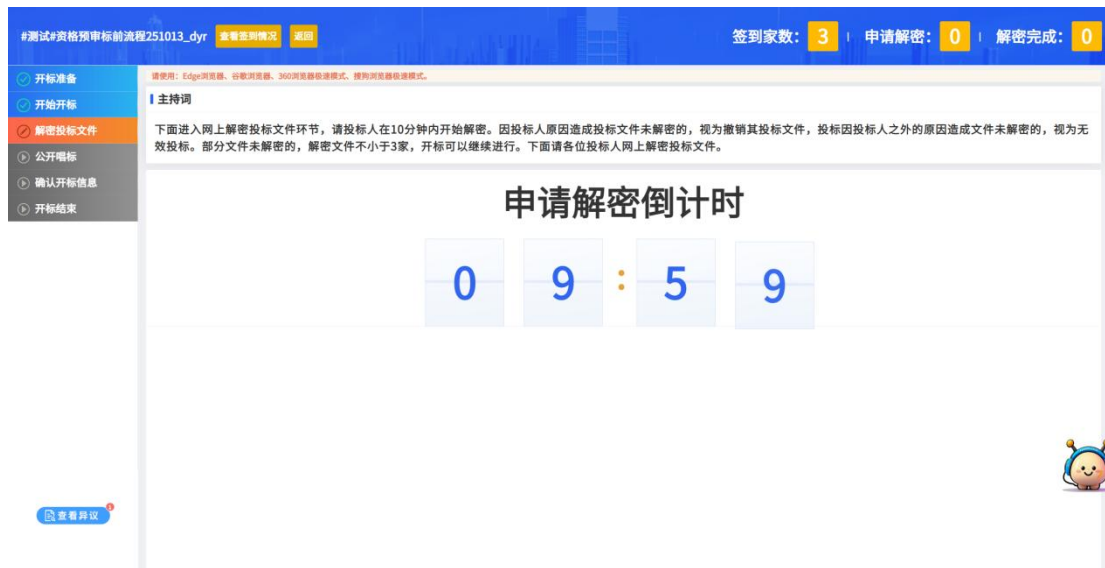 #测试#资格预审标前流程251013_dyr 查看签到情况 返回 签到家数： 3 申请解密： 0 解密完成： 0
开标准备
开始开标
解密投标文件
公开唱标
确认开标信息
开标结束
请使用：Edge浏览器、谷歌浏览器、360浏览器极速模式、搜狗浏览器极速模式。
主持词
下面进入网上解密投标文件环节，请投标人在10分钟内开始解密。因投标人原因造成投标文件未解密的，视为撤销其投标文件，投标因投标人之外的原因造成文件未解密的，视为无
效投标。部分文件未解密的，解密文件不小于3家，开标可以继续进行。下面请各位投标人网上解密投标文件。
申请解密倒计时
0 9 : 5 9
查看异议